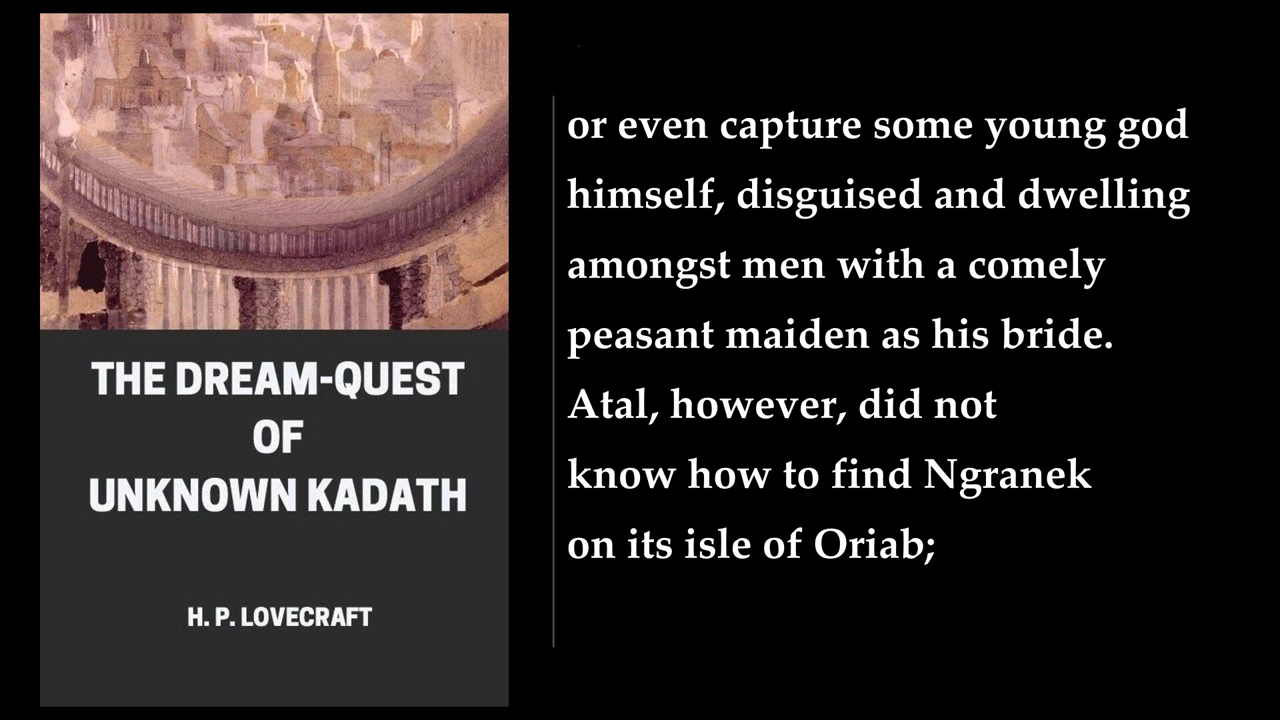 THE DREAM-QUEST
OF
UNKNOWN KADATH
H. P. LOVECRAFT
or even capture some young god
himself, disguised and dwelling
amongst men with a comely
peasant maiden as his bride.
Atal, however, did not
know how to find Ngranek
on its isle of Oriab;